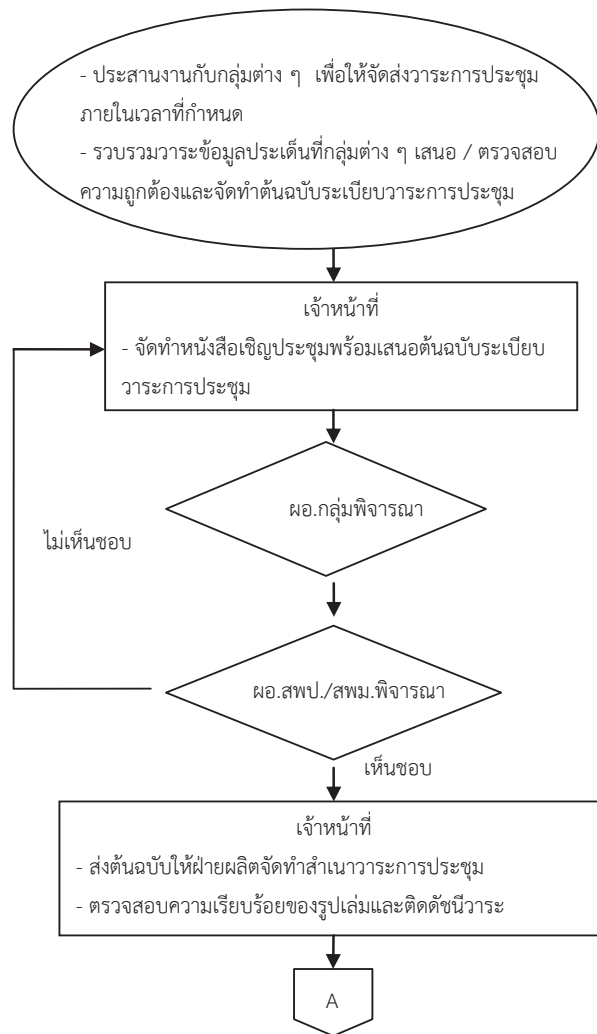 - ประสานงานกับกลุ่มต่าง ๆ เพื่อให้จัดส่งวาระการประชุม
ภายในเวลาที่กำหนด
- รวบรวมวาระข้อมูลประเด็นที่กลุ่มต่าง ๆ เสนอ / ตรวจสอบ
ความถูกต้องและจัดทำต้นฉบับระเบียบวาระการประชุม
เจ้าหน้าที่
- จัดทำหนังสือเชิญประชุมพร้อมเสนอต้นฉบับระเบียบ
วาระการประชุม
ผอ.กลุ่มพิจารณา
ไม่เห็นชอบ
ผอ.สพป./สพม.พิจารณา
เห็นชอบ
เจ้าหน้าที่
- ส่งต้นฉบับให้ฝ่ายผลิตจัดทำสำเนาวาระการประชุม
- ตรวจสอบความเรียบร้อยของรูปเล่มและติดดัชนีวาระ
A